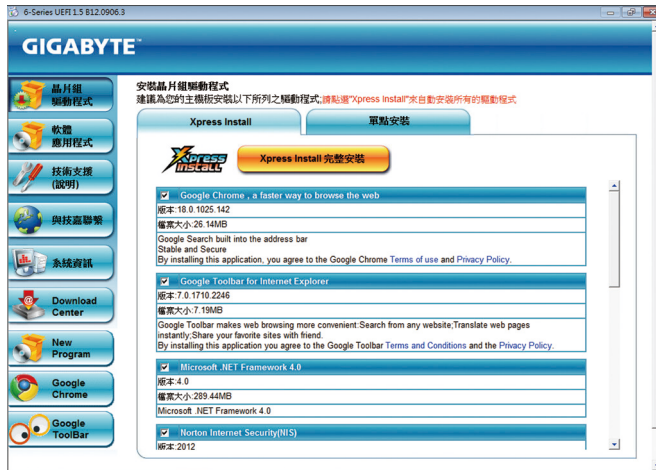 6-Series UEFI 1.5 B12.0906.3
GIGABYTE™
晶片組
驅動程式
軟體
應用程式
技術支援
(說明)
與技嘉聯繫
系統資訊
Download
Center
New
Program
Google
Chrome
Google
ToolBar
安裝晶片組驅動程式
建議為您的主機板安裝以下所列之驅動程式;請點選"Xpress Install"來自動安裝所有的驅動程式
Xpress Install
單點安裝
Xpress
INSTALL
Xpress Install 完整安裝
Google Chrome , a faster way to browse the web
版本:18.0.1025.142
檔案大小:26.14MB
Google Search built into the address bar
Stable and Secure
By installing this application, you agree to the Google Chrome Terms of use and Privacy Policy.
Google Toolbar for Internet Explorer
版本:7.0.1710.2246
檔案大小:7.19MB
Google Toolbar makes web browsing more convenient:Search from any website;Translate web pages
instantly;Share your favorite sites with friend.
By installing this application you agree to the Google Toolbar Terms and Conditions and the Privacy Policy.
Microsoft .NET Framework 4.0
版本:4.0
檔案大小:289.44MB
Microsoft .NET Framework 4.0
Norton Internet Security(NIS)
版本:2012